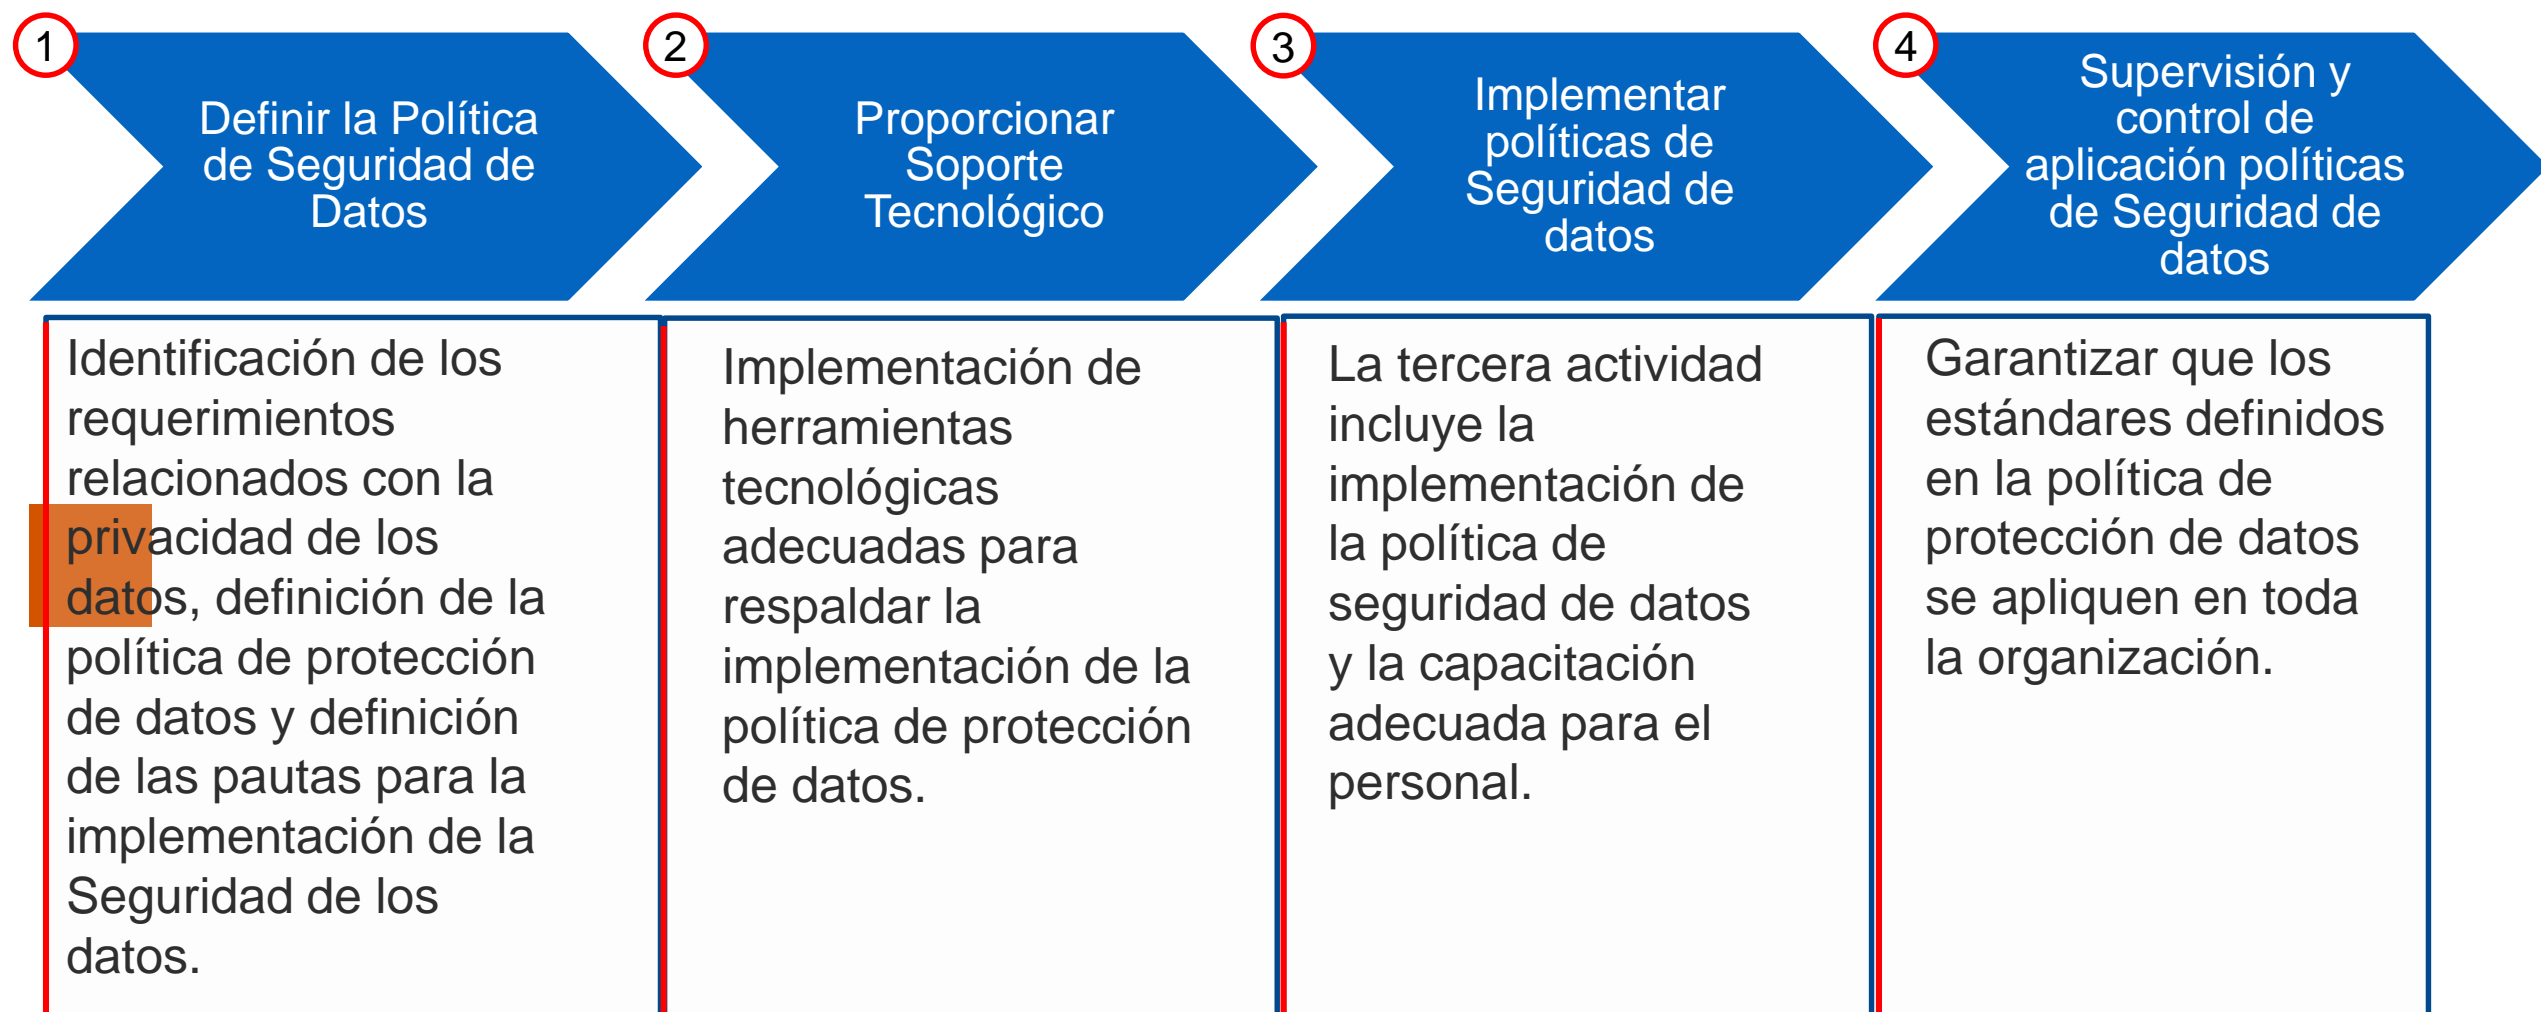 1
Definir la Política
de Seguridad de
Datos
2
Proporcionar
Soporte
Tecnológico
3
Implementar
políticas de
Seguridad de
datos
4
Supervisión y
control de
aplicación políticas
de Seguridad de
datos
Identificación de los
requerimientos
relacionados con la
privacidad de los
datos, definición de la
política de protección
de datos y definición
de las pautas para la
implementación de la
Seguridad de los
datos.
Implementación de
herramientas
tecnológicas
adecuadas para
respaldar la
implementación de la
política de protección
de datos.
La tercera actividad
incluye la
implementación de
la política de
seguridad de datos
y la capacitación
adecuada para el
personal.
Garantizar que los
estándares definidos
en la política de
protección de datos
se apliquen en toda
la organización.